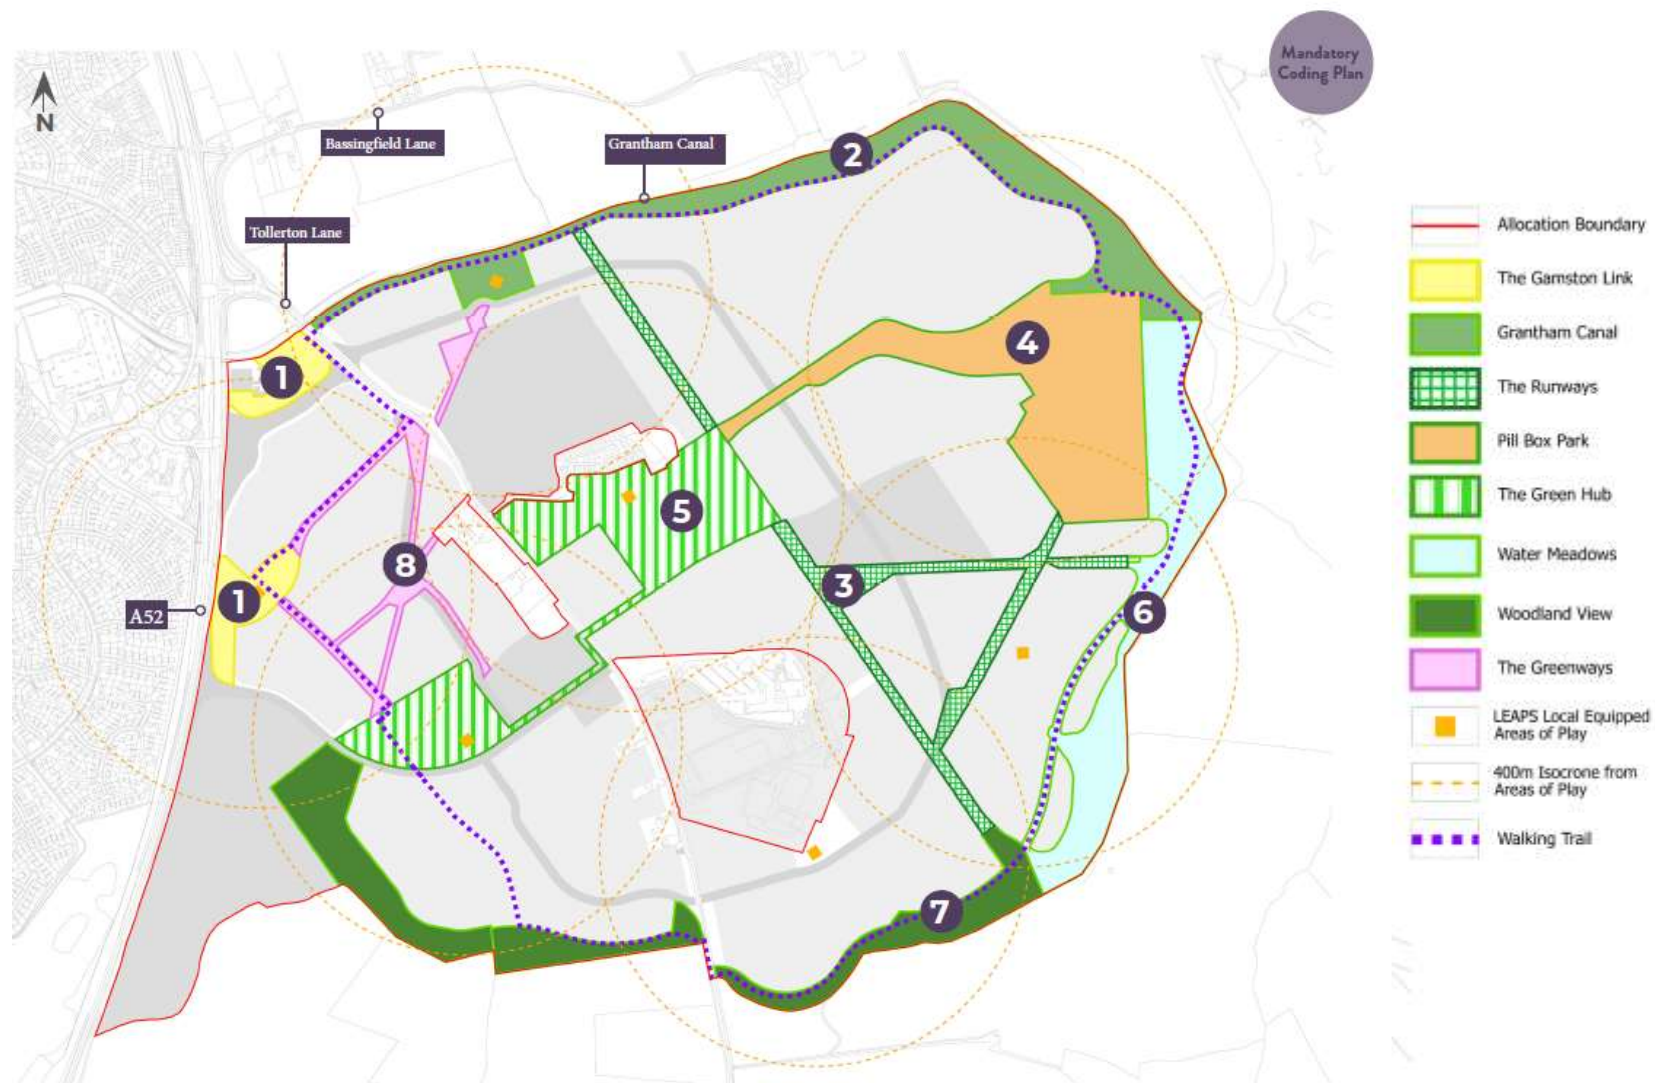 Mandatory
Coding Plan
N
Bassingfield Lane
Grantham Canal
2
Tollerton Lane
1
4
5
8
3
A52
1
6
7
Allocation Boundary
The Gamston Link
Grantham Canal
The Runways
Pill Box Park
The Green Hub
Water Meadows
Woodland View
The Greenways
LEAPS Local Equipped
Areas of Play
400m Isocrone from
Areas of Play
Walking Trail